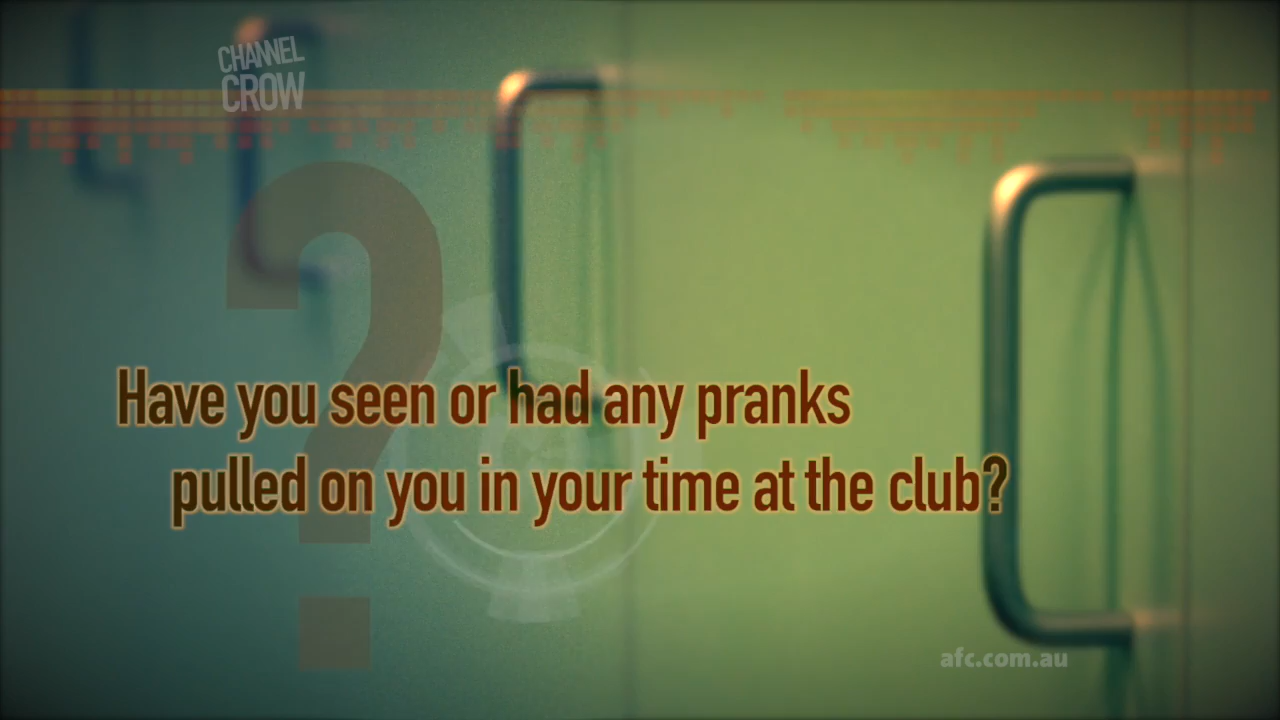 CHANNEL
CROW
?
Have you seen or had any pranks
pulled on you in your time at the club?
afc.com.au